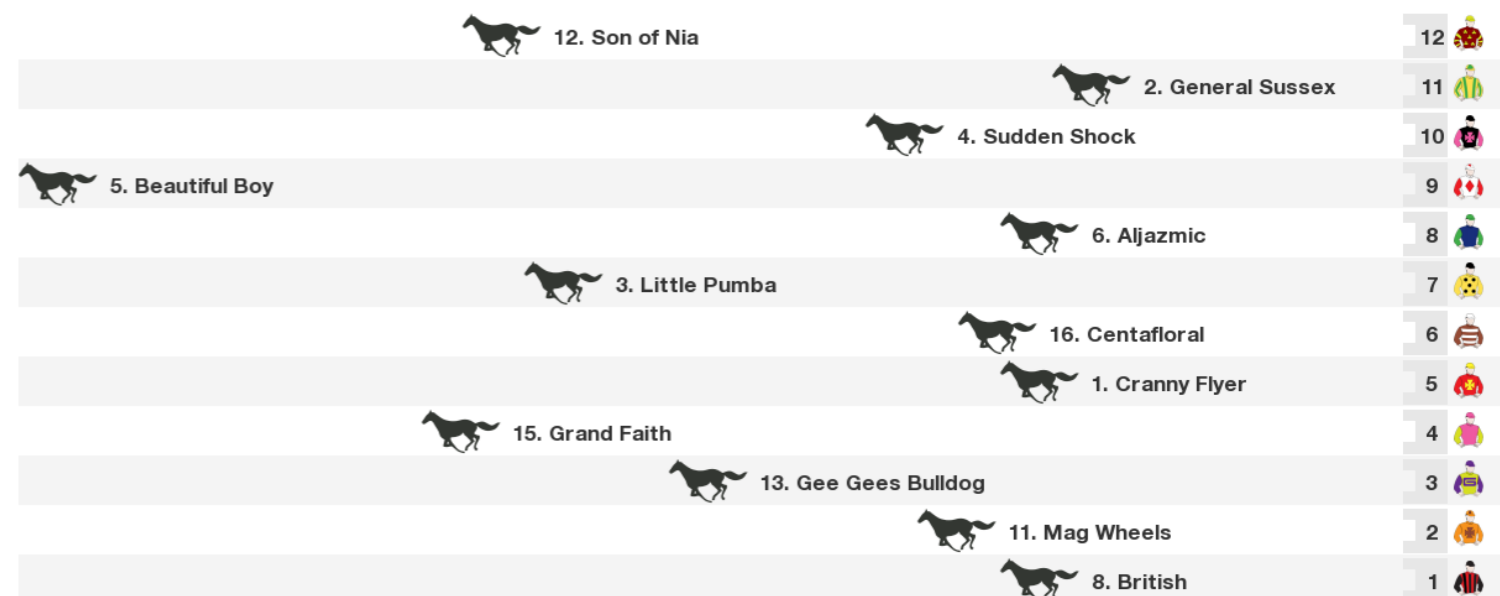 12. Son of Nia 12
2. General Sussex 11
4. Sudden Shock 10
5. Beautiful Boy 9
6. Aljazmic 8
3. Little Pumba 7
16. Centafloral 6
1. Cranny Flyer 5
15. Grand Faith 4
13. Gee Gees Bulldog 3
11. Mag Wheels 2
8. British 1